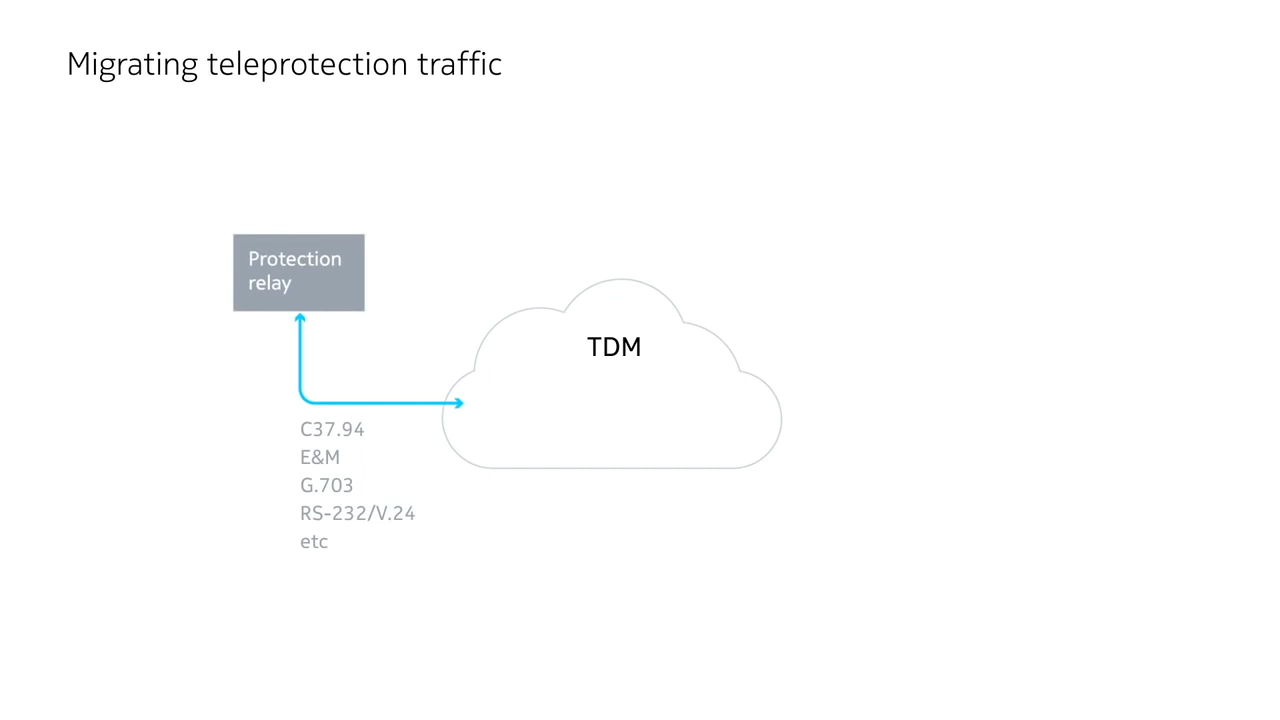 Migrating teleprotection traffic
Protection
relay
TDM
C37.94
E&M
G.703
RS-232/V.24
etc